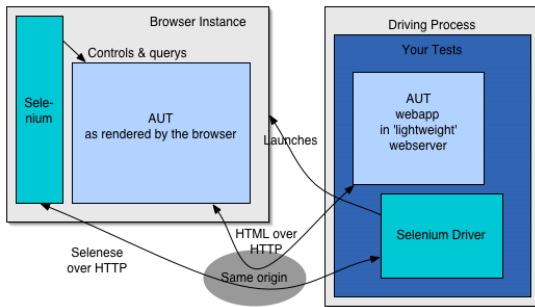 Browser Instance
Controls & querys
Sele-
nium
AUT
as rendered by the browser
Driving Process
Your Tests
AUT
webapp
in 'lightweight'
webserver
Launches
Selenium Driver
HTML over
HTTP
Selenese
over HTTP
Same origin